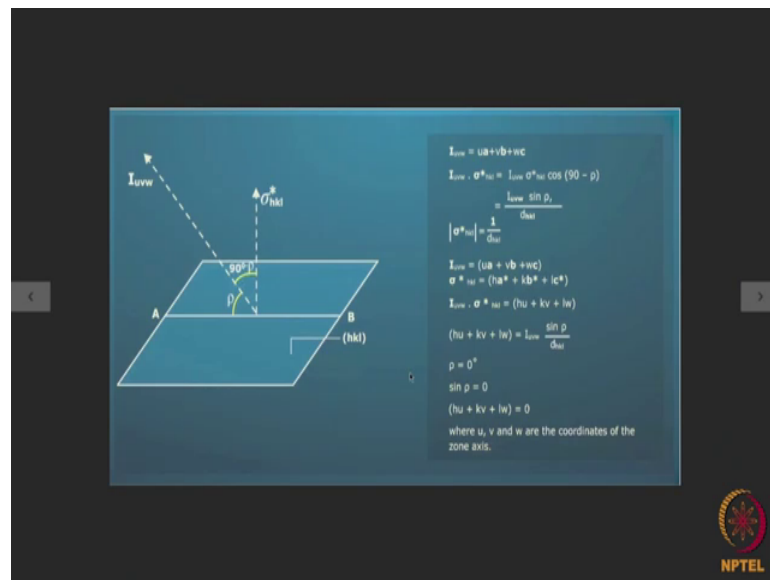 I_uvw
σ*_hkl
90°-ρ
ρ
A
B
(hkl)
I_uvw = ua+vb+wc
I_uvw . σ*_hkl = I_uvw σ*_hkl cos (90 - ρ)
= I_uvw sin ρ, / d_hkl
|σ*_hkl| = 1 / d_hkl
I_uvw = (ua + vb +wc)
σ *_hkl = (ha* + kb* + lc*)
I_uvw . σ *_hkl = (hu + kv + lw)
(hu + kv + lw) = I_uvw sin ρ / d_hkl
ρ = 0°
sin ρ = 0
(hu + kv + lw) = 0
where u, v and w are the coordinates of the
zone axis.
NPTEL